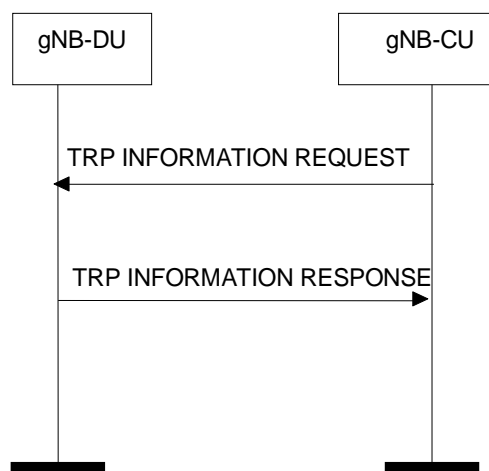 gNB-DU
gNB-CU
TRP INFORMATION REQUEST
TRP INFORMATION RESPONSE